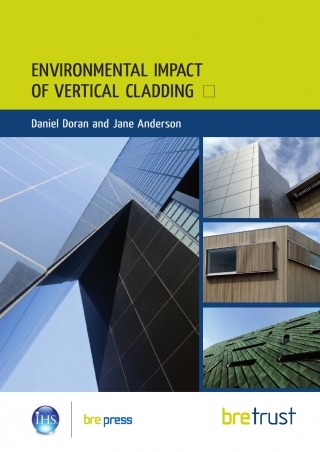 ENVIRONMENTAL IMPACT
OF VERTICAL CLADDING
Daniel Doran and Jane Anderson
IHS
bre press
bretrust